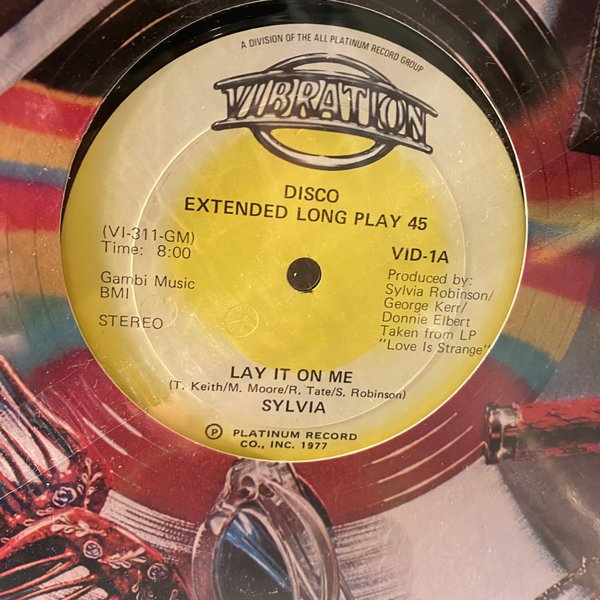 A DIVISION OF THE ALL PLATINUM RECORD GROUP
VIBRATION
DISCO
EXTENDED LONG PLAY 45
(VI-311-GM)
Time: 8:00
Gambi Music
BMI
STEREO
VID-1A
Produced by:
Sylvia Robinson/
George Kerr/
Donnie Elbert
Taken from LP
"Love Is Strange"
LAY IT ON ME
(T. Keith/M. Moore/R. Tate/S. Robinson)
SYLVIA
Ⓟ PLATINUM RECORD
CO., INC. 1977